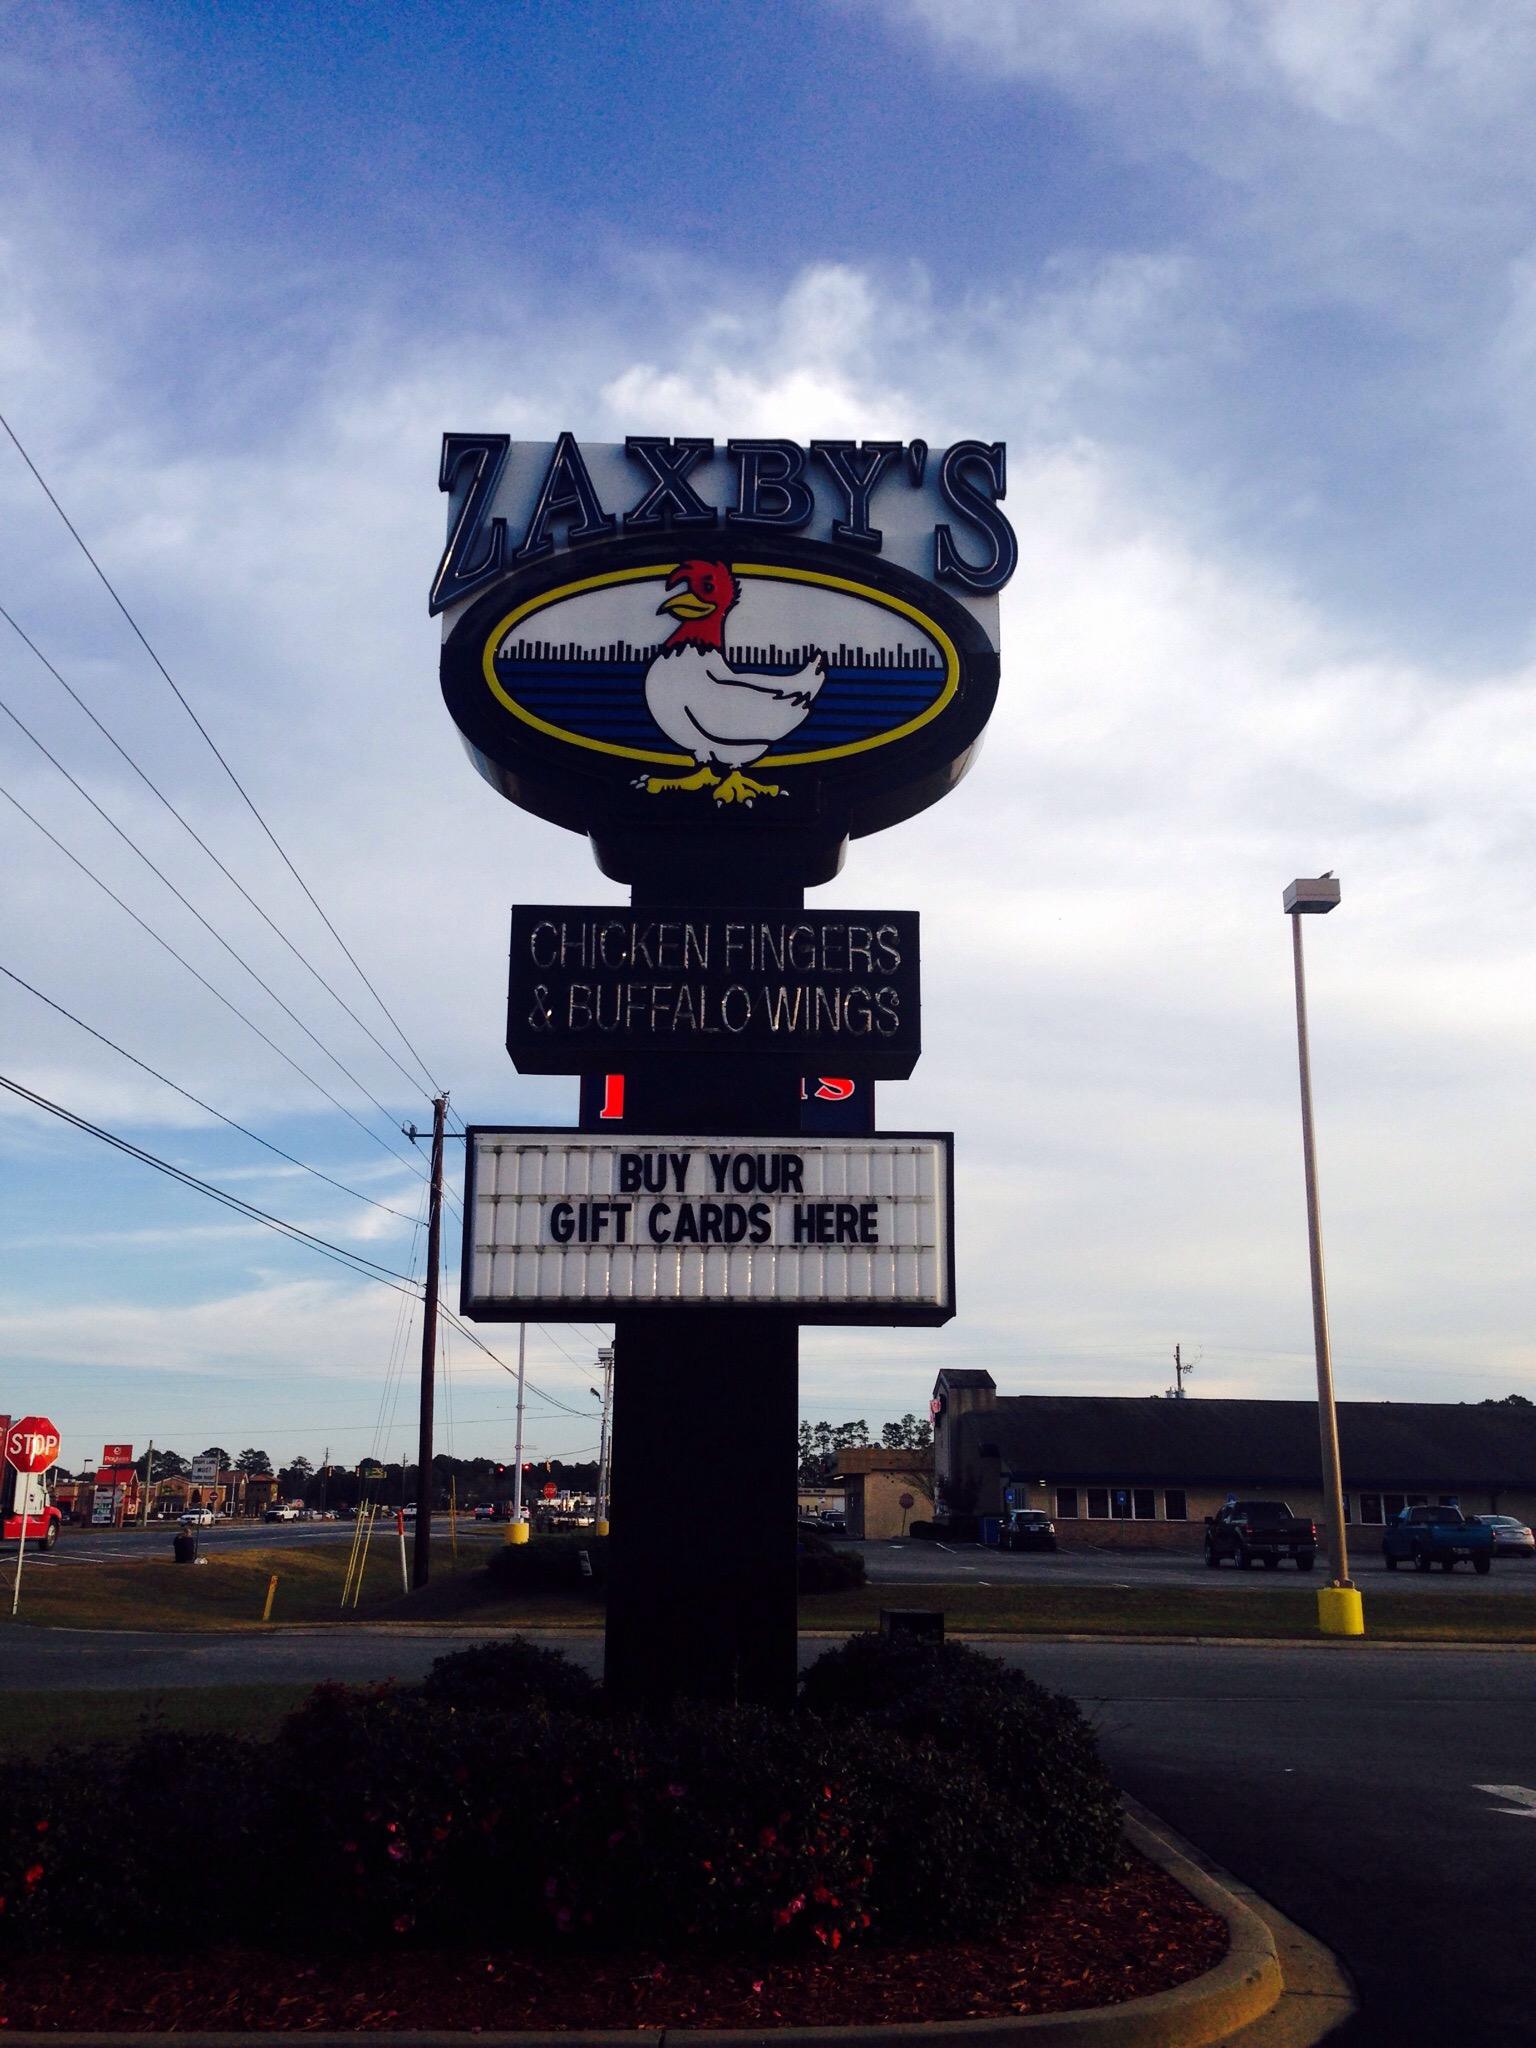 ZAXBY'S
CHICKEN FINGERS
& BUFFALO WINGS
BUY YOUR
GIFT CARDS HERE
STOP